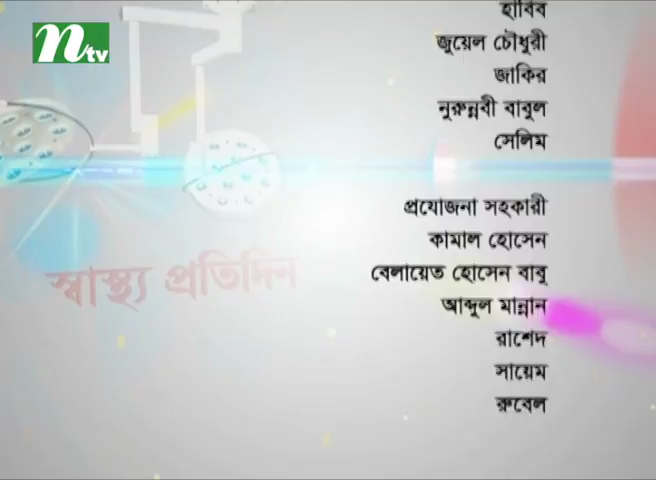 ntv
হাবিব
জুয়েল চৌধুরী
জাকির
নুরুন্নবী বাবুল
সেলিম
প্রযোজনা সহকারী
কামাল হোসেন
বেলায়েত হোসেন বাবু
আব্দুল মান্নান
রাশেদ
সায়েম
রুবেল
স্বাস্থ্য প্রতিদিন